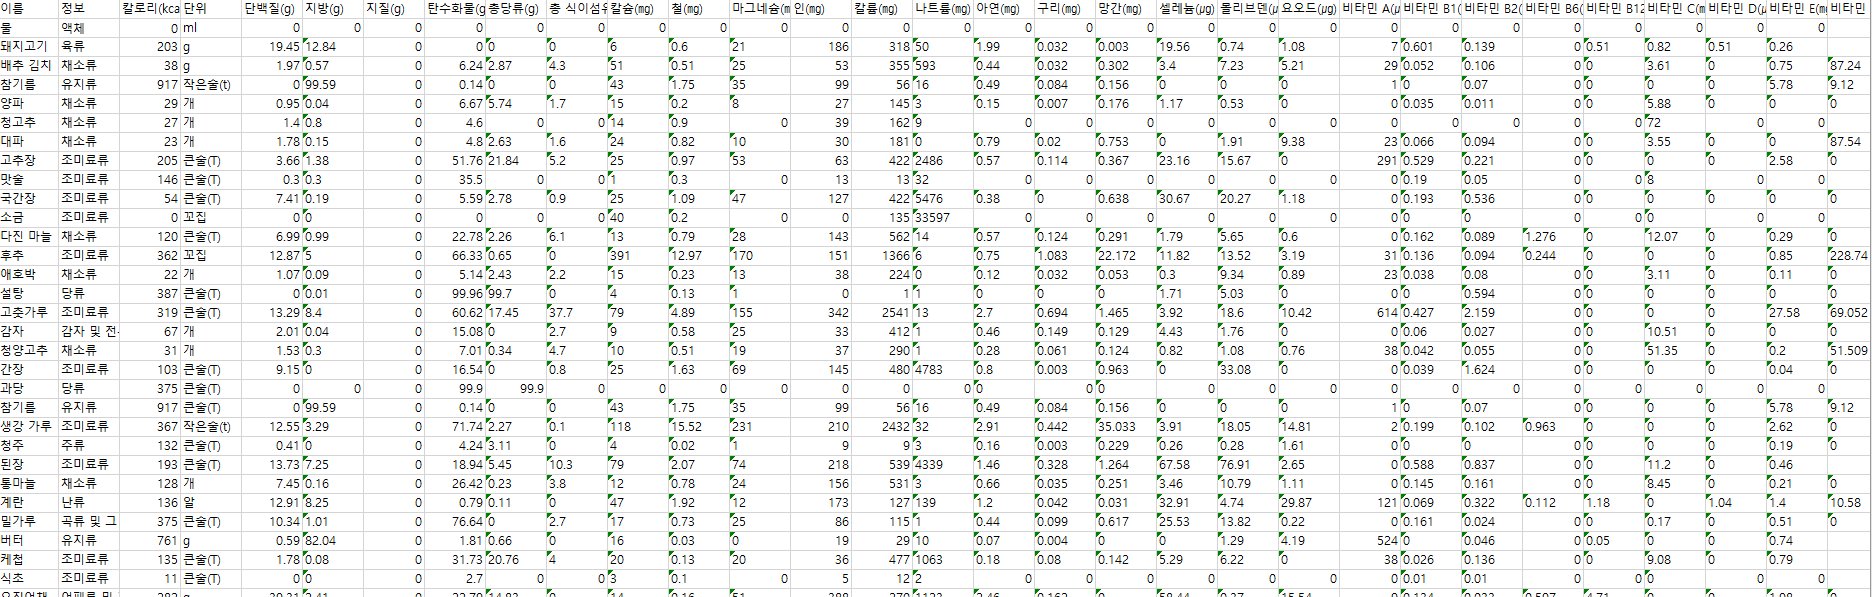 이름 정보 칼로리(kca 단위 단백질(g) 지방(g) 지질(g) 탄수화물(g 총당류(g) 총 식이섬유 칼슘(mg) 철(mg) 마그네슘(m 인(mg) 칼륨(mg) 나트륨(mg) 아연(mg) 구리(mg) 망간(mg) 셀레늄(μg 몰리브덴(μ 요오드(μg) 비타민 A(μ 비타민 B1( 비타민 B2( 비타민 B6( 비타민 B12 비타민 C(m 비타민 D(μ 비타민 E(m 비타민
물 액체 0 ml 0 0 0 0 0 0 0 0 0 0 0 0 0 0 0 0 0 0 0 0 0 0 0 0 0 0
돼지고기 육류 203 g 19.45 12.84 0 0 0 0 6 0.6 21 186 318 50 1.99 0.032 0.003 19.56 0.74 1.08 7 0.601 0.139 0 0.51 0.82 0.51 0.26
배추 김치 채소류 38 g 1.97 0.57 0 6.24 2.87 4.3 51 0.51 25 53 355 593 0.44 0.032 0.302 3.4 7.23 5.21 29 0.052 0.106 0 0 3.61 0 0.75 87.24
참기름 유지류 917 작은술(t) 0 99.59 0 0.14 0 0 43 1.75 35 99 56 16 0.49 0.084 0.156 0 0 0 1 0 0.07 0 0 0 0 5.78 9.12
양파 채소류 29 개 0.95 0.04 0 6.67 5.74 1.7 15 0.2 8 27 145 3 0.15 0.007 0.176 1.17 0.53 0 0 0.035 0.011 0 0 5.88 0 0 0
청고추 채소류 27 개 1.4 0.8 0 4.6 0 0 14 0.9 0 39 162 9 0 0 0 0 0 0 0 0 0 0 0 72 0 0
대파 채소류 23 개 1.78 0.15 0 4.8 2.63 1.6 24 0.82 10 30 181 0 0.79 0.02 0.753 0 1.91 9.38 23 0.066 0.094 0 0 3.55 0 0 87.54
고추장 조미료류 205 큰술(T) 3.66 1.38 0 51.76 21.84 5.2 25 0.97 53 63 422 2486 0.57 0.114 0.367 23.16 15.67 0 291 0.529 0.221 0 0 0 0 2.58 0
맛술 조미료류 146 큰술(T) 0.3 0.3 0 35.5 0 0 1 0.3 0 13 13 32 0 0 0 0 0 0 0 0.19 0.05 0 0 8 0 0
국간장 조미료류 54 큰술(T) 7.41 0.19 0 5.59 2.78 0.9 25 1.09 47 127 422 5476 0.38 0 0.638 30.67 20.27 1.18 0 0.193 0.536 0 0 0 0 0 0
소금 조미료류 0 꼬집 0 0 0 0 0 0 40 0.2 0 0 135 33597 0 0 0 0 0 0 0 0 0 0 0 0 0 0
다진 마늘 채소류 120 큰술(T) 6.99 0.99 0 22.78 2.26 6.1 13 0.79 28 143 562 14 0.57 0.124 0.291 1.79 5.65 0.6 0 0.162 0.089 1.276 0 12.07 0 0.29 0
후추 조미료류 362 꼬집 12.87 5 0 66.33 0.65 0 391 12.97 170 151 1366 6 0.75 1.083 22.172 11.82 13.52 3.19 31 0.136 0.094 0.244 0 0 0 0.85 228.74
애호박 채소류 22 개 1.07 0.09 0 5.14 2.43 2.2 15 0.23 13 38 224 0 0.12 0.032 0.053 0.3 9.34 0.89 23 0.038 0.08 0 0 3.11 0 0.11 0
설탕 당류 387 큰술(T) 0 0.01 0 99.96 99.7 0 4 0.13 1 0 1 1 0 0 0 1.71 5.03 0 0 0 0.594 0 0 0 0 0 0
고춧가루 조미료류 319 큰술(T) 13.29 8.4 0 60.62 17.45 37.7 79 4.89 155 342 2541 13 2.7 0.694 1.465 3.92 18.6 10.42 614 0.427 2.159 0 0 0 0 27.58 69.052
감자 감자 및 전 67 개 2.01 0.04 0 15.08 0 2.7 9 0.58 25 33 412 1 0.46 0.149 0.129 4.43 1.76 0 0 0.06 0.027 0 0 10.51 0 0 0
청양고추 채소류 31 개 1.53 0.3 0 7.01 0.34 4.7 10 0.51 19 37 290 1 0.28 0.061 0.124 0.82 1.08 0.76 38 0.042 0.055 0 0 51.35 0 0.2 51.509
간장 조미료류 103 큰술(T) 9.15 0 0 16.54 0 0.8 25 1.63 69 145 480 4783 0.8 0.003 0.963 0 33.08 0 0 0.039 1.624 0 0 0 0 0.04 0
과당 당류 375 큰술(T) 0 0 0 99.9 99.9 0 0 0 0 0 0 0 0 0 0 0 0 0 0 0 0 0 0 0 0 0
참기름 유지류 917 큰술(T) 0 99.59 0 0.14 0 0 43 1.75 35 99 56 16 0.49 0.084 0.156 0 0 0 1 0 0.07 0 0 0 0 5.78 9.12
생강 가루 조미료류 367 작은술(t) 12.55 3.29 0 71.74 2.27 0.1 118 15.52 231 210 2432 32 2.91 0.442 35.033 3.91 18.05 14.81 2 0.199 0.102 0.963 0 0 0 2.62 0
청주 주류 132 큰술(T) 0.41 0 0 4.24 3.11 0 4 0.02 1 9 9 3 0.16 0.003 0.229 0.26 0.28 1.61 0 0 0 0 0 0 0 0.19 0
된장 조미료류 193 큰술(T) 13.73 7.25 0 18.94 5.45 10.3 79 2.07 74 218 539 4339 1.46 0.328 1.264 67.58 76.91 2.65 0 0.588 0.837 0 0 11.2 0 0.46
통마늘 채소류 128 개 7.45 0.16 0 26.42 0.23 3.8 12 0.78 24 156 531 3 0.66 0.035 0.251 3.46 10.79 1.11 0 0.145 0.161 0 0 8.45 0 0.21 0
계란 난류 136 알 12.91 8.25 0 0.79 0.11 0 47 1.92 12 173 127 139 1.2 0.042 0.031 32.91 4.74 29.87 121 0.069 0.322 0.112 1.18 0 1.04 1.4 10.58
밀가루 곡류 및 그 375 큰술(T) 10.34 1.01 0 76.64 0 2.7 17 0.73 25 86 115 1 0.44 0.099 0.617 25.53 13.82 0.22 0 0.161 0.024 0 0 0.17 0 0.51 0
버터 유지류 761 g 0.59 82.04 0 1.81 0.66 0 16 0.03 0 19 29 10 0.07 0.004 0 0 1.29 4.19 524 0 0.046 0 0.05 0 0 0.74
케첩 조미료류 135 큰술(T) 1.78 0.08 0 31.73 20.76 4 20 0.13 20 36 477 1063 0.18 0.08 0.142 5.29 6.22 0 38 0.026 0.136 0 0 9.08 0 0.79
식초 조미료류 11 큰술(T) 0 0 0 2.7 0 0 3 0.1 0 5 12 2 0 0 0 0 0 0 0 0.01 0.01 0 0 0 0 0